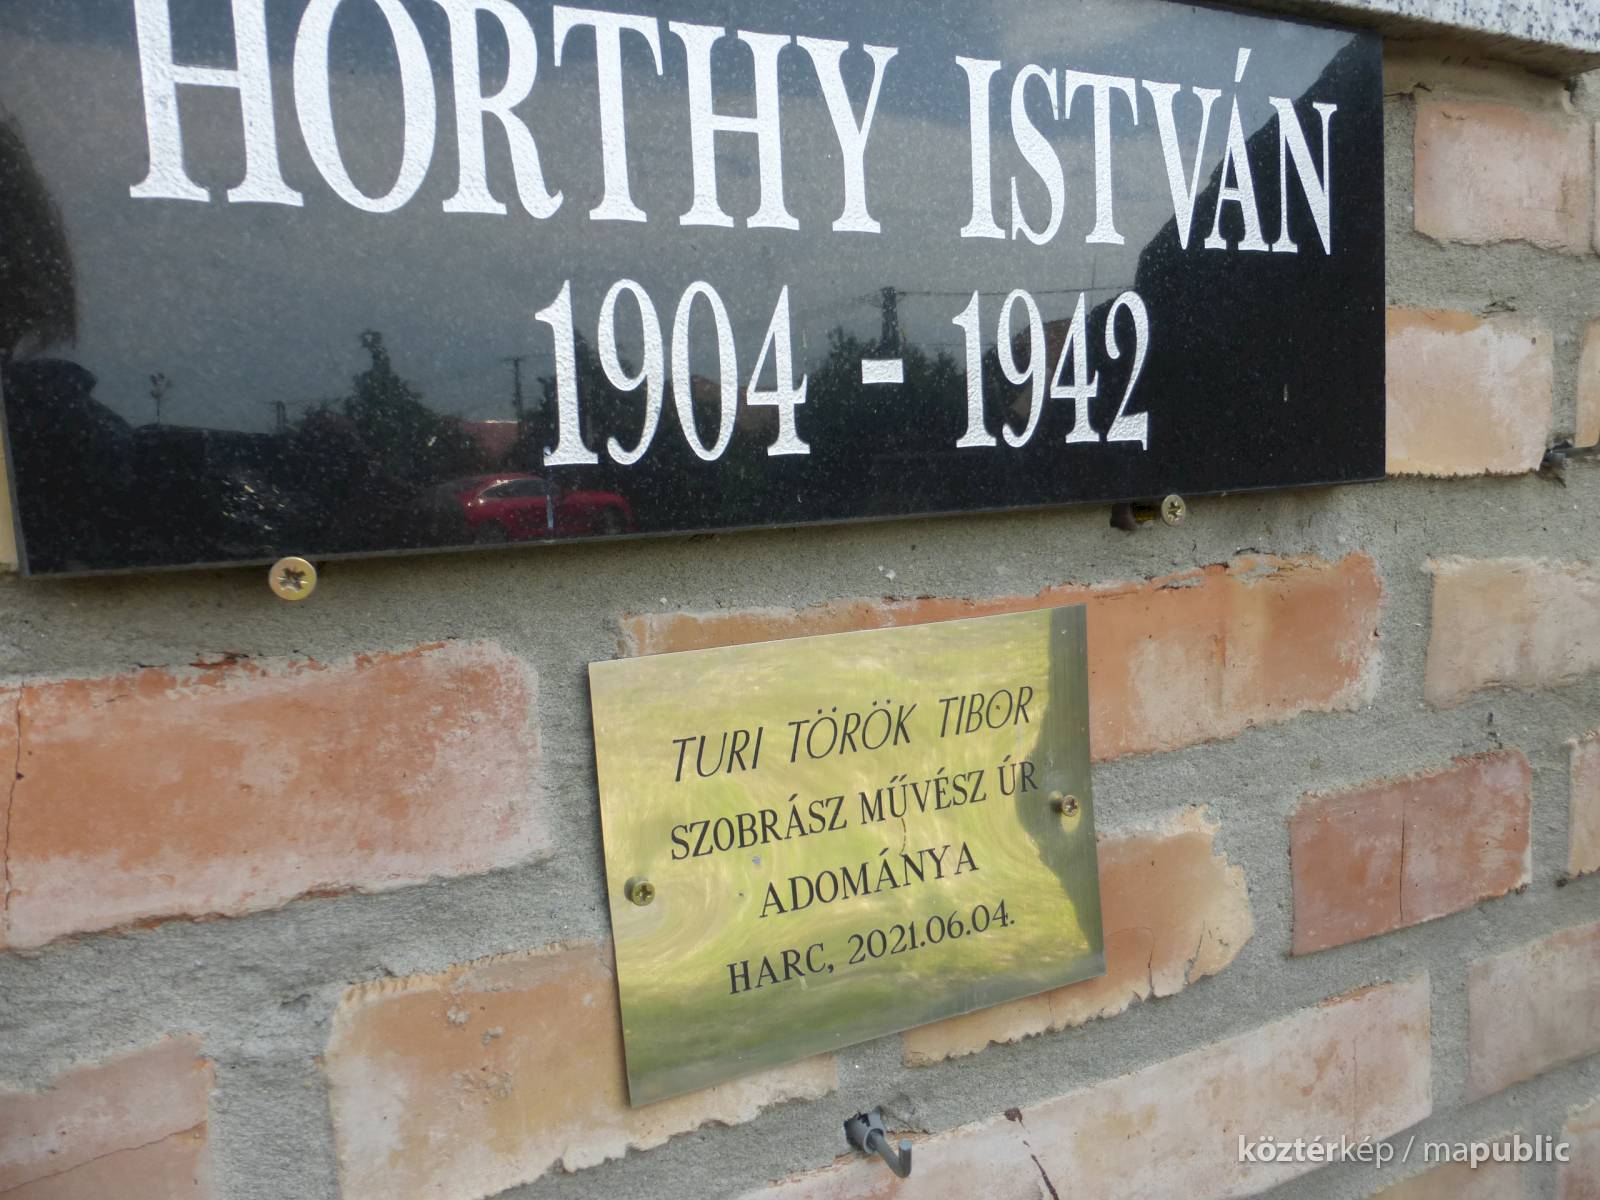 HORTHY ISTVÁN
1904 - 1942
TURI TÖRÖK TIBOR
SZOBRÁSZ MŰVÉSZ ÚR
ADOMÁNYA
HARC, 2021.06.04.
köztérkép / mapublic